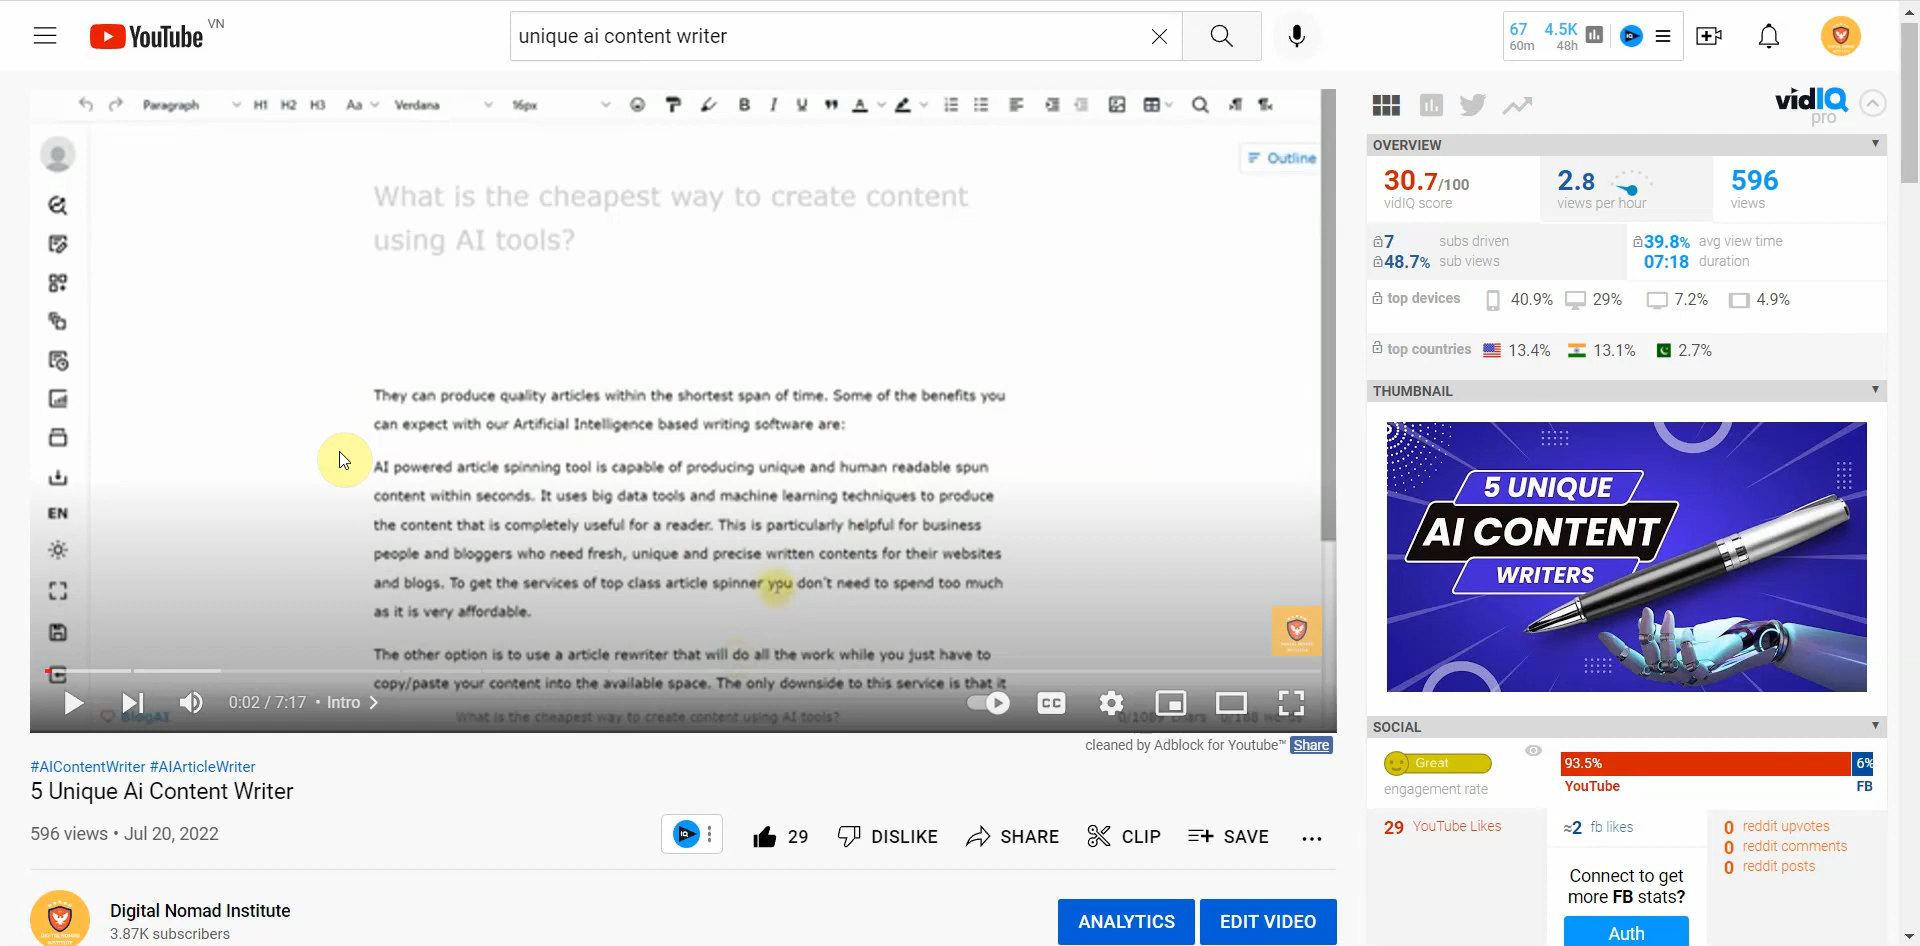 YouTube VN
unique ai content writer
67 4.5K
60m 48h
Paragraph H1 H2 H3 Aa Verdana 16px B I U A
Outline
What is the cheapest way to create content
using AI tools?
They can produce quality articles within the shortest span of time. Some of the benefits you
can expect with our Artificial Intelligence based writing software are:
AI powered article spinning tool is capable of producing unique and human readable spun
content within seconds. It uses big data tools and machine learning techniques to produce
the content that is completely useful for a reader. This is particularly helpful for business
people and bloggers who need fresh, unique and precise written contents for their websites
and blogs. To get the services of top class article spinner you don't need to spend too much
as it is very affordable.
The other option is to use a article rewriter that will do all the work while you just have to
copy/paste your content into the available space. The only downside to this service is that it
EN
0:02 / 7:17 • Intro
CC
BlogAI What is the cheapest way to create content using AI tools?
cleaned by Adblock for Youtube™ Share
#AIContentWriter #AIArticleWriter
5 Unique Ai Content Writer
596 views • Jul 20, 2022
29 DISLIKE SHARE CLIP SAVE
Digital Nomad Institute
3.87K subscribers
ANALYTICS EDIT VIDEO
vidIQ
pro
OVERVIEW
30.7/100 2.8 596
vidIQ score views per hour views
7 subs driven 39.8% avg view time
48.7% sub views 07:18 duration
top devices 40.9% 29% 7.2% 4.9%
top countries 13.4% 13.1% 2.7%
THUMBNAIL
5 UNIQUE
AI CONTENT
WRITERS
SOCIAL
Great 93.5% 6%
engagement rate YouTube FB
29 YouTube Likes ≈2 fb likes 0 reddit upvotes
0 reddit comments
0 reddit posts
Connect to get
more FB stats?
Auth